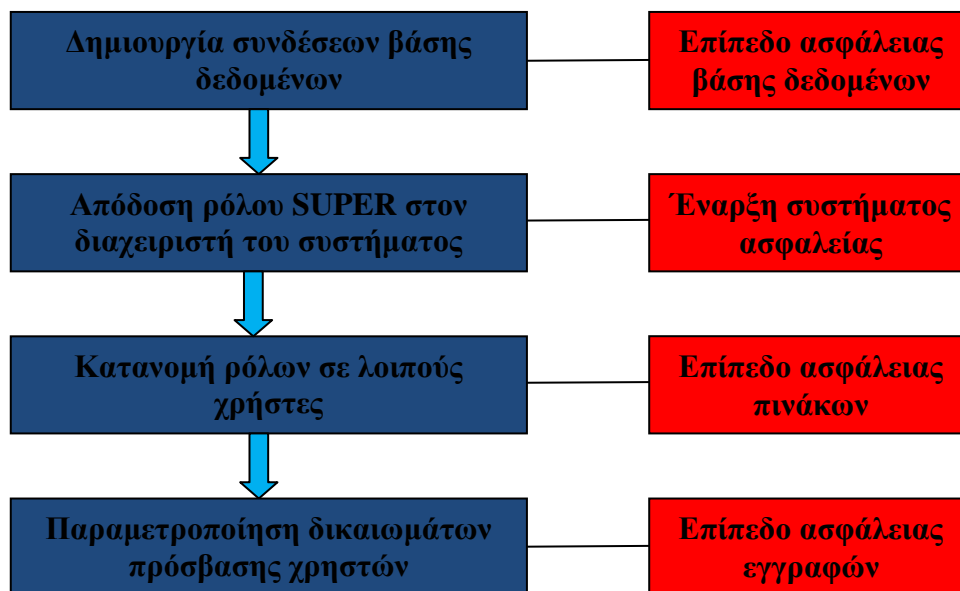 Δημιουργία συνδέσεων βάσης
δεδομένων
Επίπεδο ασφάλειας
βάσης δεδομένων
Απόδοση ρόλου SUPER στον
διαχειριστή του συστήματος
Έναρξη συστήματος
ασφαλείας
Κατανομή ρόλων σε λοιπούς
χρήστες
Επίπεδο ασφάλειας
πινάκων
Παραμετροποίηση δικαιωμάτων
πρόσβασης χρηστών
Επίπεδο ασφάλειας
εγγραφών